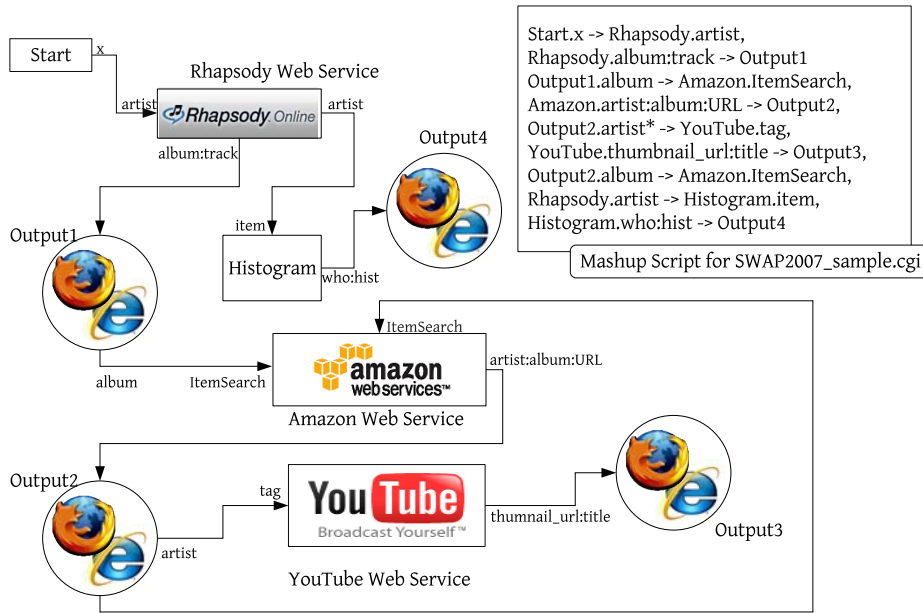 Start
x
Rhapsody Web Service
artist
Rhapsody. Online
artist
album:track
Output4
Output1
item
Histogram
who:hist
Start.x -> Rhapsody.artist,
Rhapsody.album:track -> Output1
Output1.album -> Amazon.ItemSearch,
Amazon.artist:album:URL -> Output2,
Output2.artist* -> YouTube.tag,
YouTube.thumbnail_url:title -> Output3,
Output2.album -> Amazon.ItemSearch,
Rhapsody.artist -> Histogram.item,
Histogram.who:hist -> Output4
Mashup Script for SWAP2007_sample.cgi
ItemSearch
album
ItemSearch
amazon
webservices™
artist:album:URL
Amazon Web Service
Output2
tag
YouTube
Broadcast Yourself™
artist
thumnail_url:title
Output3
YouTube Web Service